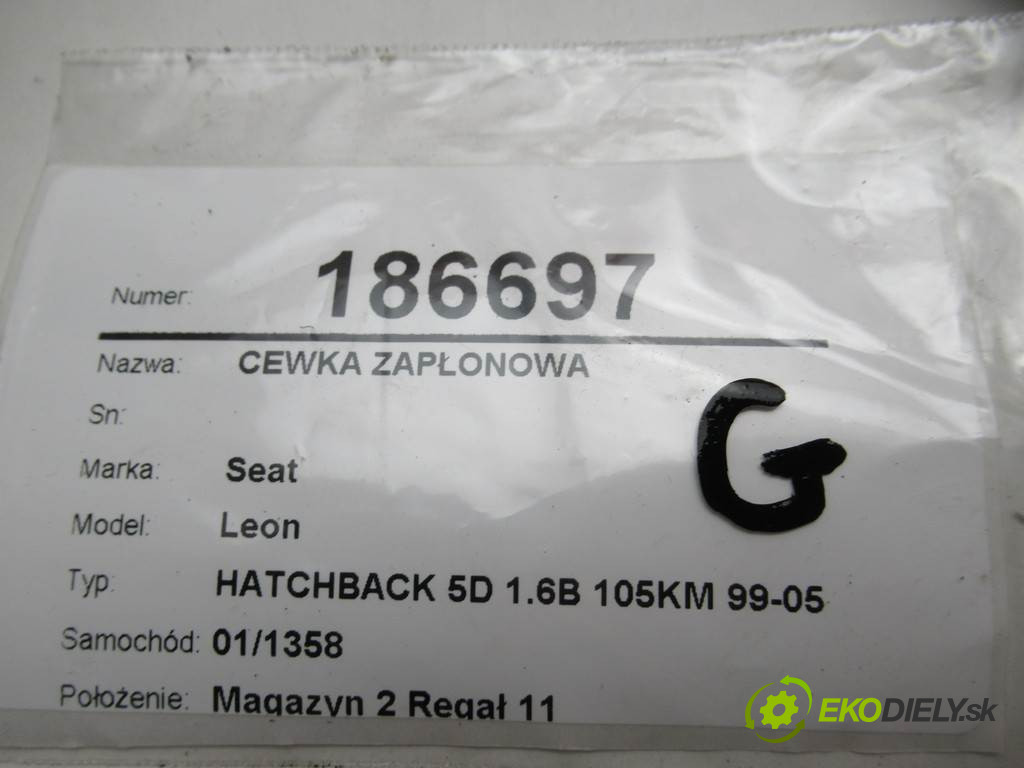 Numer: 186697
Nazwa: CEWKA ZAPŁONOWA
Sn:
G
Marka: Seat
Model: Leon
Typ: HATCHBACK 5D 1.6B 105KM 99-05
Samochód: 01/1358
Położenie: Magazyn 2 Regał 11
EKODIELY.sk